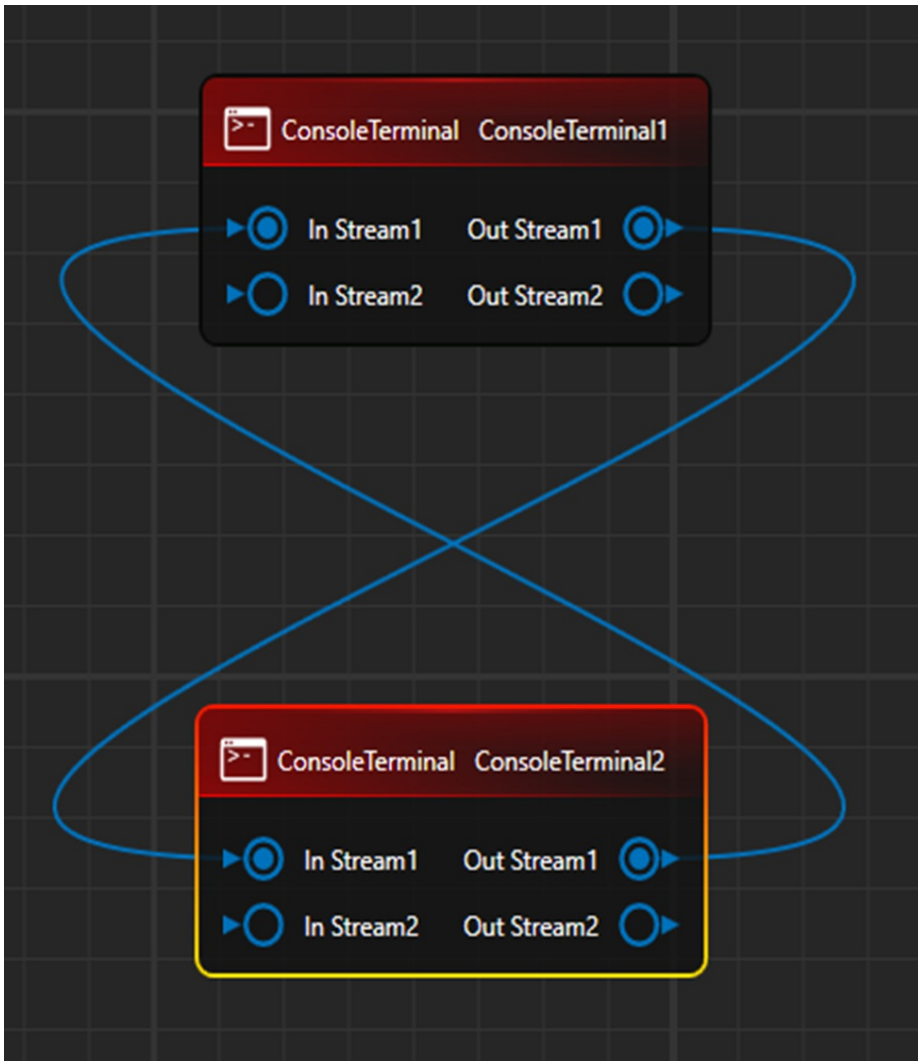 ConsoleTerminal ConsoleTerminal1
In Stream1 Out Stream1
In Stream2 Out Stream2
ConsoleTerminal ConsoleTerminal2
In Stream1 Out Stream1
In Stream2 Out Stream2